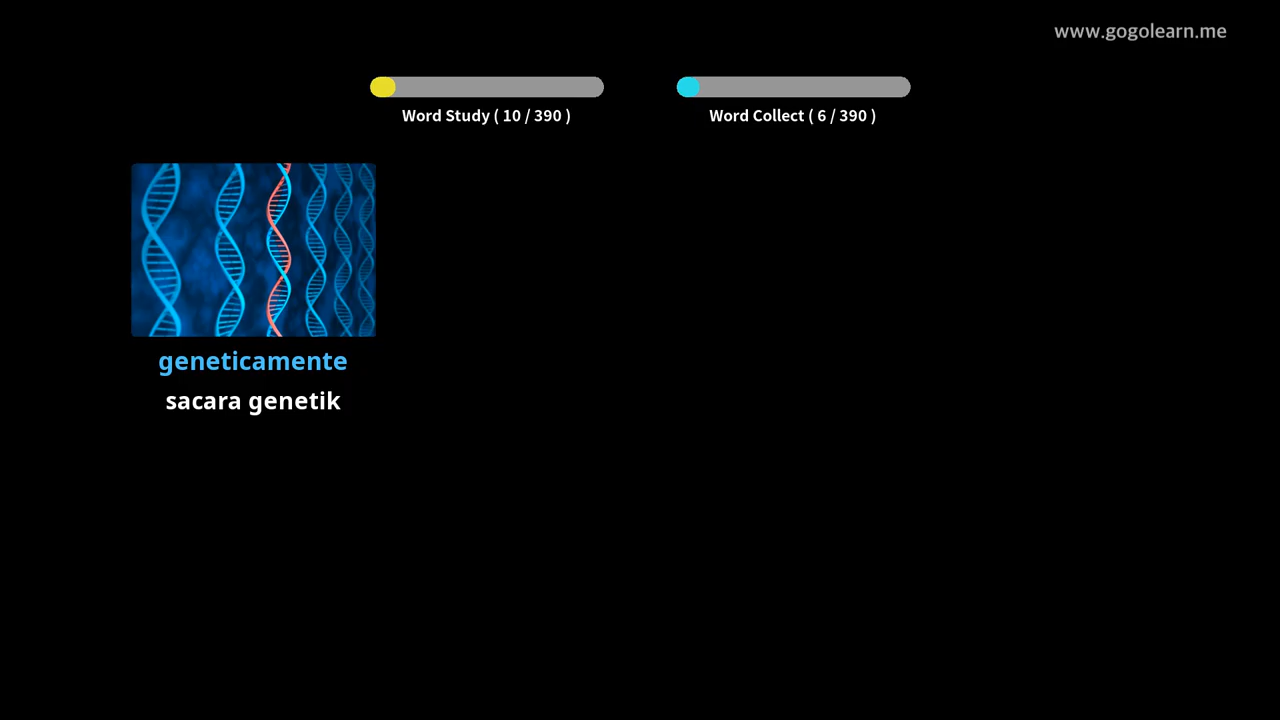 www.gogolearn.me
Word Study ( 10 / 390 )
Word Collect ( 6 / 390 )
geneticamente
sacara genetik